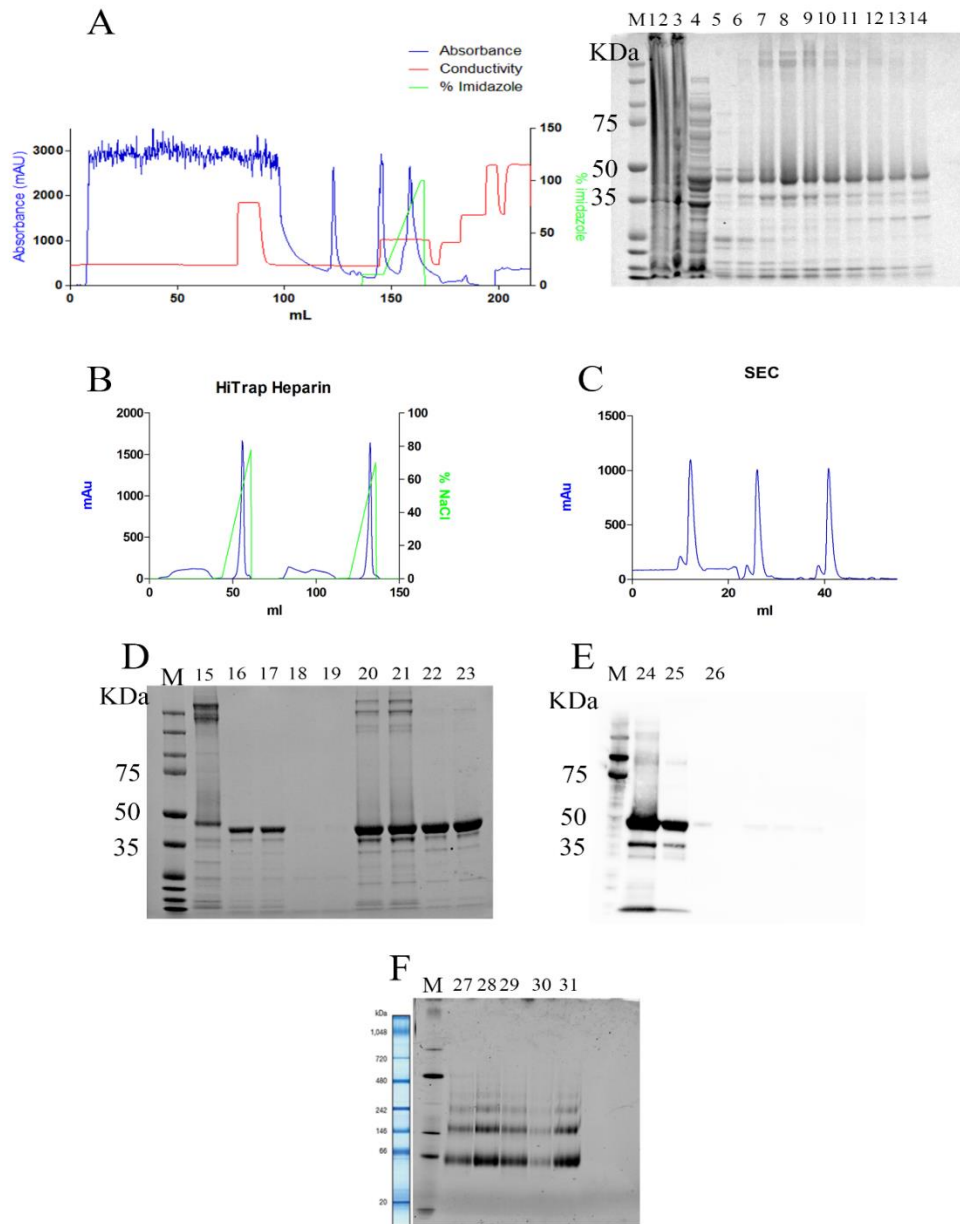 A
Absorbance
Conductivity
% Imidazole
Absorbance (mAU)
3000
2000
1000
0
0
50
100
150
200
mL
150
100
50
0
% imidazole
M 1 2 3 4 5 6 7 8 9 10 11 12 13 14
KDa
75
50
35
B
HiTrap Heparin
mAu
2000
1500
1000
500
0
0
50
100
150
ml
100
80
60
40
20
0
% NaCl
C
SEC
mAu
1500
1000
500
0
0
20
40
ml
D
M 15 16 17 18 19 20 21 22 23
KDa
75
50
35
E
M 24 25 26
KDa
75
50
35
F
M 27 28 29 30 31
kDa
1,048
720
480
242
146
66
20